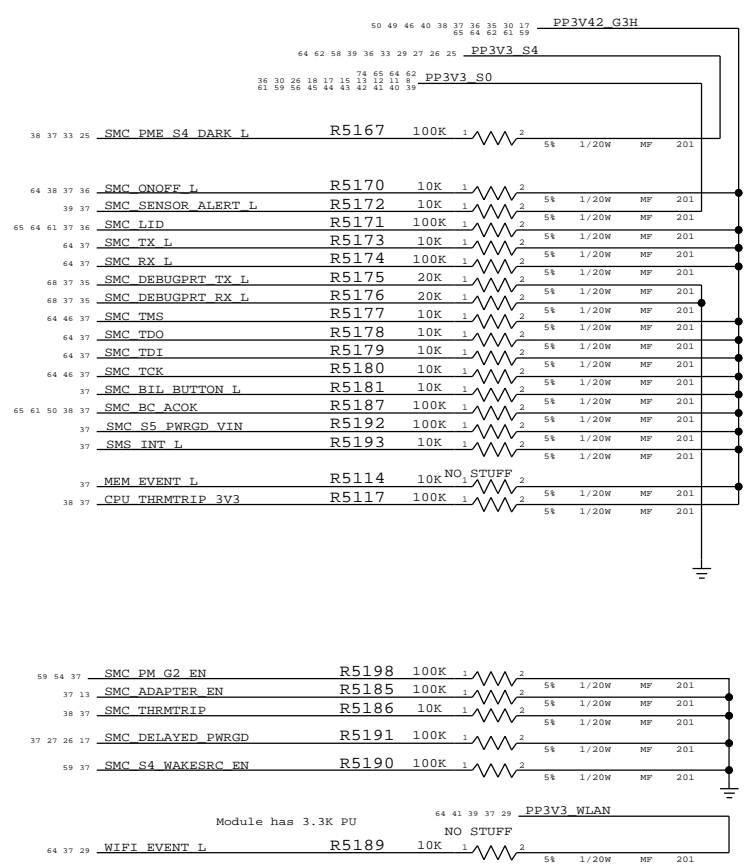 50 49 46 40 38 37 36 35 30 17 PP3V42_G3H
65 64 62 61 59
64 62 58 39 36 33 29 27 26 25 PP3V3_S4
74 65 64 62 PP3V3_S0
36 30 26 18 17 15 13 12 11 8
61 59 56 45 44 43 42 41 40 39
38 37 33 25 SMC_PME_S4_DARK_L R5167 100K 1 2
5% 1/20W MF 201
64 38 37 36 SMC_ONOFF_L R5170 10K 1 2
5% 1/20W MF 201
39 37 SMC_SENSOR_ALERT_L R5172 10K 1 2
5% 1/20W MF 201
65 64 61 37 36 SMC_LID R5171 100K 1 2
5% 1/20W MF 201
64 37 SMC_TX_L R5173 10K 1 2
5% 1/20W MF 201
64 37 SMC_RX_L R5174 100K 1 2
5% 1/20W MF 201
68 37 35 SMC_DEBUGPRT_TX_L R5175 20K 1 2
5% 1/20W MF 201
68 37 35 SMC_DEBUGPRT_RX_L R5176 20K 1 2
5% 1/20W MF 201
64 46 37 SMC_TMS R5177 10K 1 2
5% 1/20W MF 201
64 37 SMC_TDO R5178 10K 1 2
5% 1/20W MF 201
64 37 SMC_TDI R5179 10K 1 2
5% 1/20W MF 201
64 46 37 SMC_TCK R5180 10K 1 2
5% 1/20W MF 201
37 SMC_BIL_BUTTON_L R5181 10K 1 2
5% 1/20W MF 201
65 61 50 38 37 SMC_BC_ACOK R5187 100K 1 2
5% 1/20W MF 201
37 SMC_S5_PWRGD_VIN R5192 100K 1 2
5% 1/20W MF 201
37 SMS_INT_L R5193 10K 1 2
5% 1/20W MF 201
NO STUFF
37 MEM_EVENT_L R5114 10K 1 2
5% 1/20W MF 201
38 37 CPU_THRMTRIP_3V3 R5117 100K 1 2
5% 1/20W MF 201
59 54 37 SMC_PM_G2_EN R5198 100K 1 2
5% 1/20W MF 201
37 13 SMC_ADAPTER_EN R5185 100K 1 2
5% 1/20W MF 201
38 37 SMC_THRMTRIP R5186 10K 1 2
5% 1/20W MF 201
37 27 26 17 SMC_DELAYED_PWRGD R5191 100K 1 2
5% 1/20W MF 201
59 37 SMC_S4_WAKESRC_EN R5190 100K 1 2
5% 1/20W MF 201
64 41 39 37 29 PP3V3_WLAN
Module has 3.3K PU
NO STUFF
64 37 29 WIFI_EVENT_L R5189 10K 1 2
5% 1/20W MF 201